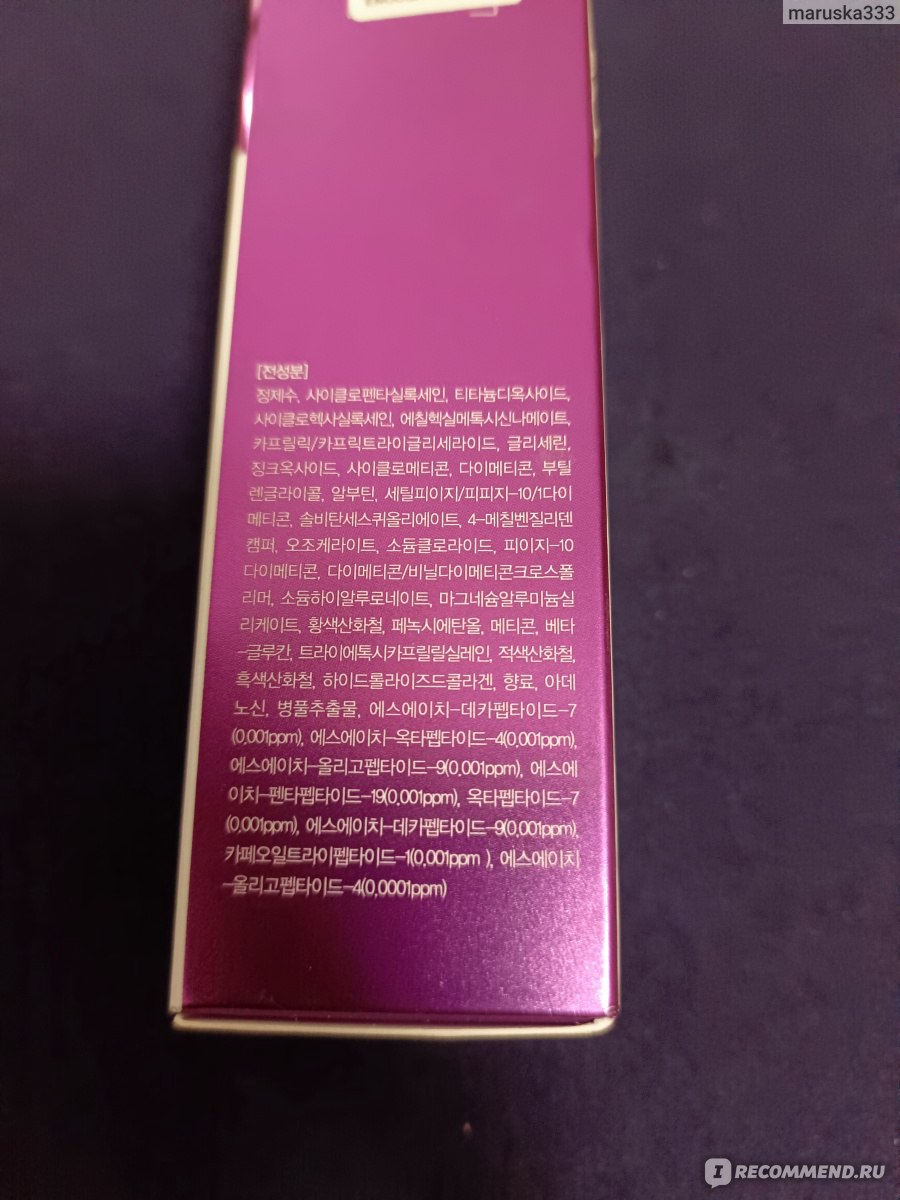 maruska333
[전성분]
정제수, 사이클로펜타실록세인, 티타늄디옥사이드,
사이클로헥사실록세인, 에칠헥실메톡시신나메이트,
카프릴릭/카프릭트라이글리세라이드, 글리세린,
징크옥사이드, 사이클로메티콘, 다이메티콘, 부틸
렌글라이콜, 알부틴, 세틸피이지/피피지-10/1다이
메티콘, 솔비탄세스퀴올리에이트, 4-메칠벤질리덴
캠퍼, 오조케라이트, 소듐클로라이드, 피이지-10
다이메티콘, 다이메티콘/비닐다이메티콘크로스폴
리머, 소듐하이알루로네이트, 마그네슘알루미늄실
리케이트, 황색산화철, 페녹시에탄올, 메티콘, 베타
-글루칸, 트라이에톡시카프릴릴실레인, 적색산화철,
흑색산화철, 하이드롤라이즈드콜라겐, 향료, 아데
노신, 병풀추출물, 에스에이치-데카펩타이드-7
(0.001ppm), 에스에이치-옥타펩타이드-4(0.001ppm),
에스에이치-올리고펩타이드-9(0.001ppm), 에스에
이치-펜타펩타이드-19(0.001ppm), 옥타펩타이드-7
(0.001ppm), 에스에이치-데카펩타이드-9(0.001ppm),
카페오일트라이펩타이드-1(0.001ppm ), 에스에이치
-올리고펩타이드-4(0.0001ppm)
RECOMMEND.RU